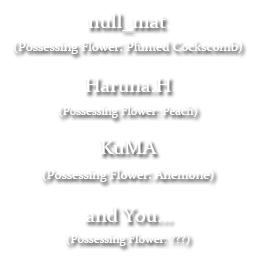 null_mat
(Possessing Flower: Plumed Cockscomb)
Haruna H
(Possessing Flower: Peach)
KuMA
(Possessing Flower: Anemone)
and You...
(Possessing Flower: ???)